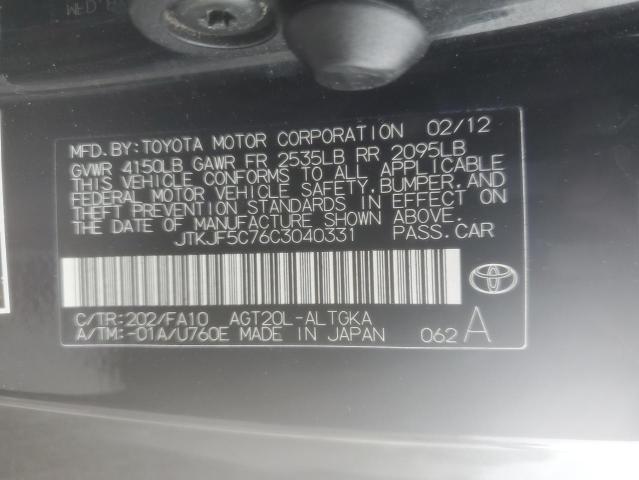 MFD.BY:TOYOTA MOTOR CORPORATION 02/12
GVWR 4150LB GAWR FR 2535LB RR 2095LB
THIS VEHICLE CONFORMS TO ALL APPLICABLE
FEDERAL MOTOR VEHICLE SAFETY,BUMPER,AND
THEFT PREVENTION STANDARDS IN EFFECT ON
THE DATE OF MANUFACTURE SHOWN ABOVE.
JTKJF5C76C3040331 PASS.CAR
C/TR:202/FA10 AGT20L-ALTGKA
A/TM:-01A/U760E MADE IN JAPAN 062 A